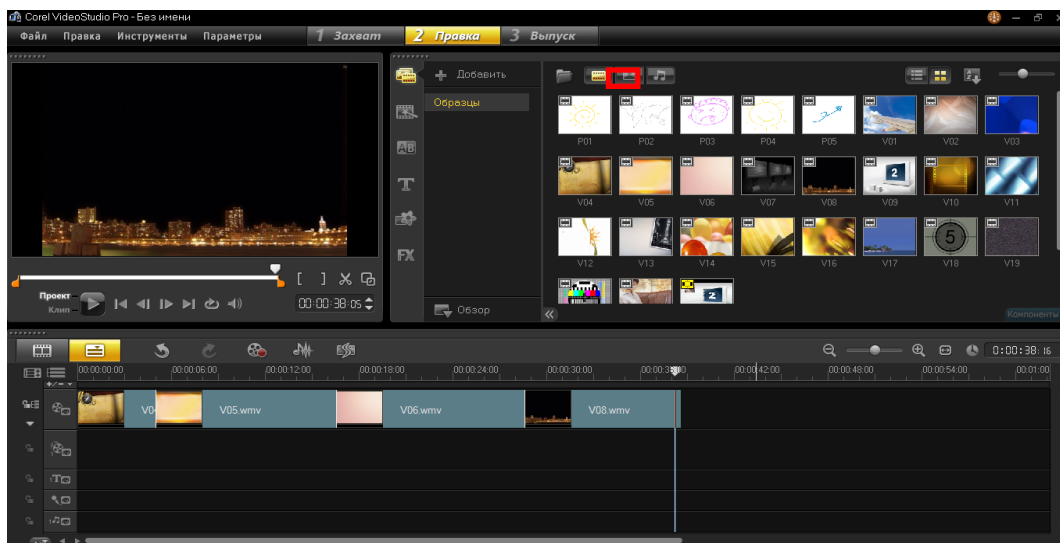 Corel VideoStudio Pro - Без имени
Файл Правка Инструменты Параметры 1 Захват 2 Правка 3 Выпуск
Добавить
Образцы
P01 P02 P03 P04 P05 V01 V02 V03
AB
V04 V05 V06 V07 V08 V09 V10 V11
T
V12 V13 V14 V15 V16 V17 V18 V19
FX
Проект
Клип
00:00:38:05
Обзор
Компоненты
0:00:38:16
00:00:00:00 00:00:06:00 00:00:12:00 00:00:18:00 00:00:24:00 00:00:30:00 00:00:42:00 00:00:48:00 00:00:54:00 00:01:00
V0 V05.wmv V06.wmv V08.wmv